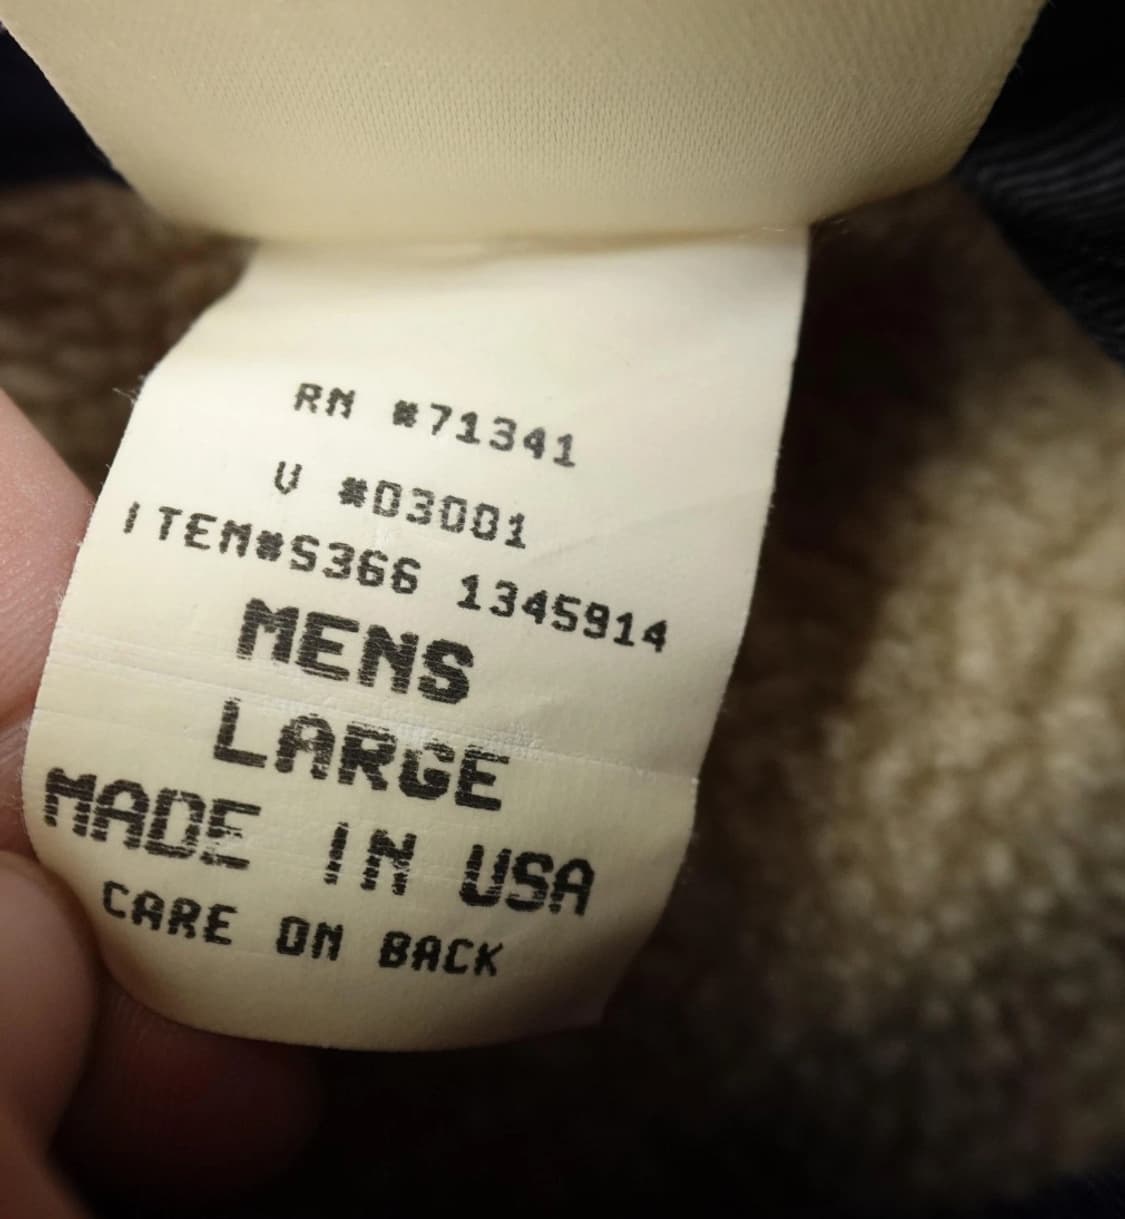 RN #71341
V #03001
ITEM#S366 1345914
MENS
LARGE
MADE IN USA
CARE ON BACK